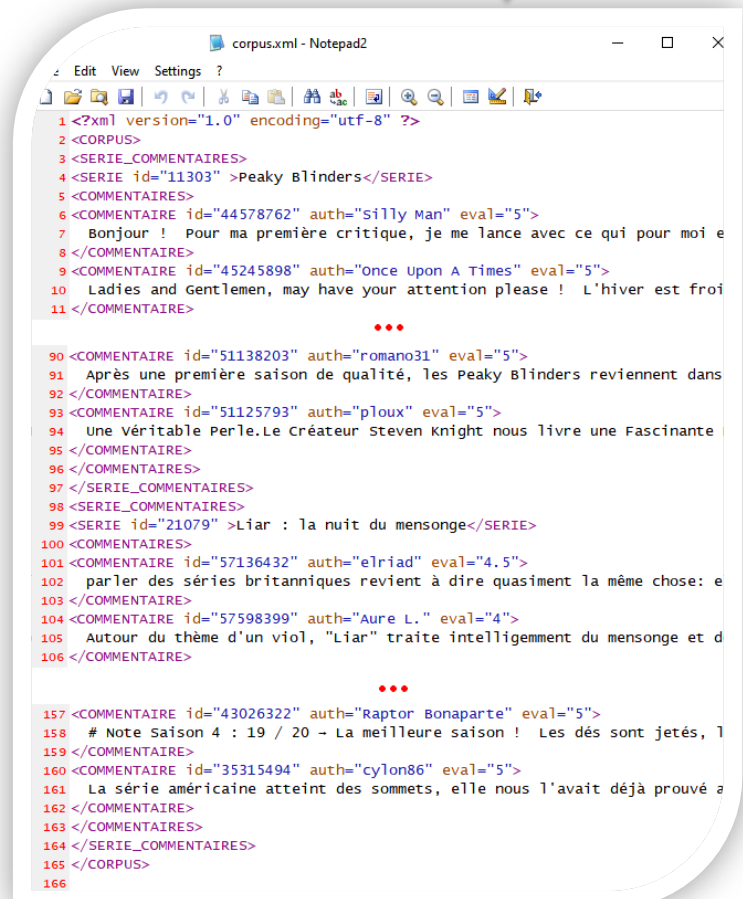 corpus.xml - Notepad2
Edit View Settings ?
1 <?xml version="1.0" encoding="utf-8" ?>
2 <CORPUS>
3 <SERIE_COMMENTAIRES>
4 <SERIE id="11303" >Peaky Blinders</SERIE>
5 <COMMENTAIRES>
6 <COMMENTAIRE id="44578762" auth="Silly Man" eval="5">
7 Bonjour ! Pour ma première critique, je me lance avec ce qui pour moi e
8 </COMMENTAIRE>
9 <COMMENTAIRE id="45245898" auth="Once Upon A Times" eval="5">
10 Ladies and Gentlemen, may have your attention please ! L'hiver est froi
11 </COMMENTAIRE>
90 <COMMENTAIRE id="51138203" auth="romano31" eval="5">
91 Après une première saison de qualité, les Peaky Blinders reviennent dans
92 </COMMENTAIRE>
93 <COMMENTAIRE id="51125793" auth="ploux" eval="5">
94 Une Véritable Perle.Le Créateur Steven Knight nous livre une Fascinante
95 </COMMENTAIRE>
96 </COMMENTAIRES>
97 </SERIE_COMMENTAIRES>
98 <SERIE_COMMENTAIRES>
99 <SERIE id="21079" >Liar : la nuit du mensonge</SERIE>
100 <COMMENTAIRES>
101 <COMMENTAIRE id="57136432" auth="elriad" eval="4.5">
102 parler des séries britanniques revient à dire quasiment la même chose: e
103 </COMMENTAIRE>
104 <COMMENTAIRE id="57598399" auth="Aure L." eval="4">
105 Autour du thème d'un viol, "Liar" traite intelligemment du mensonge et d
106 </COMMENTAIRE>
157 <COMMENTAIRE id="43026322" auth="Raptor Bonaparte" eval="5">
158 # Note Saison 4 : 19 / 20 → La meilleure saison ! Les dés sont jetés, l
159 </COMMENTAIRE>
160 <COMMENTAIRE id="35315494" auth="cylon86" eval="5">
161 La série américaine atteint des sommets, elle nous l'avait déjà prouvé a
162 </COMMENTAIRE>
163 </COMMENTAIRES>
164 </SERIE_COMMENTAIRES>
165 </CORPUS>
166